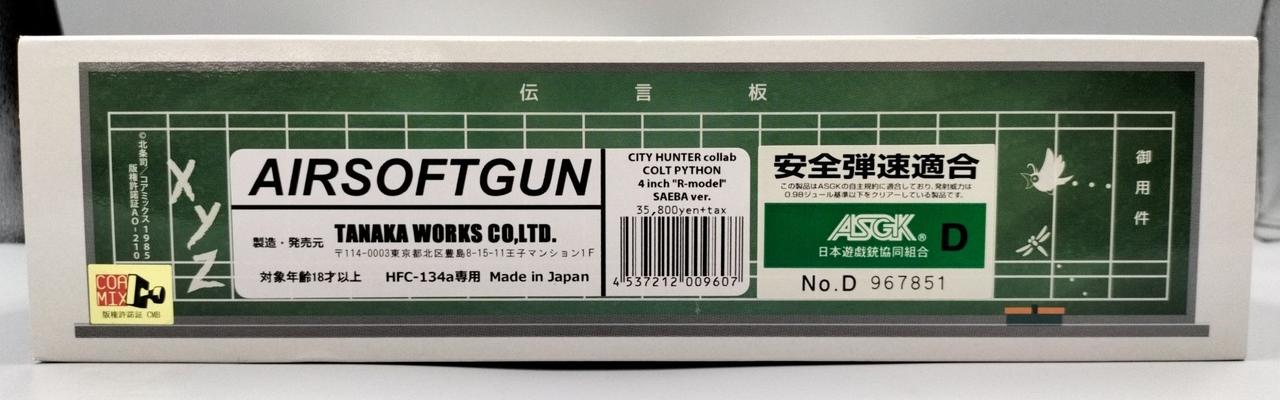 伝言板
©北条司／コアミックス 1985
版権許諾証AO-210
XYZ
COAMIX
版権許諾証 CMB
AIRSOFTGUN
製造・発売元 TANAKA WORKS CO,LTD.
〒114-0003東京都北区豊島8-15-11王子マンション1F
対象年齢18才以上 HFC-134a専用 Made in Japan
CITY HUNTER collab
COLT PYTHON
4 inch "R-model"
SAEBA ver.
35,800yen+tax
4 537212 009607
安全弾速適合
この製品はASGKの自主規約に適合しており、発射威力は
0.98ジュール基準以下をクリアーしている製品です。
ASGK®
日本遊戯銃協同組合
D
No.D 967851
御用件